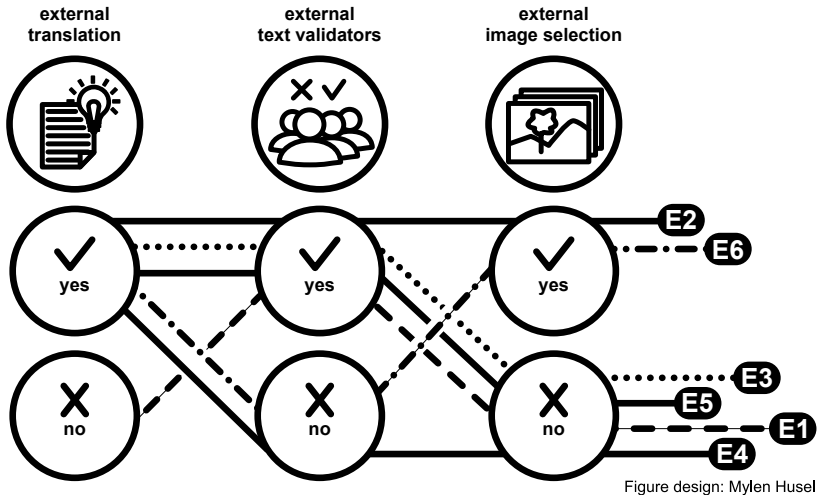 external
translation
external
text validators
external
image selection
yes
yes
yes
E2
E6
no
no
no
E3
E5
E1
E4
Figure design: Mylen Husel